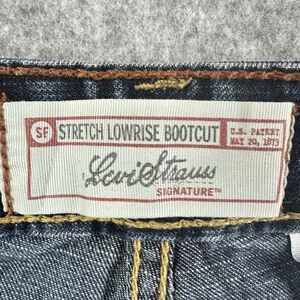 SF STRETCH LOWRISE BOOTCUT U.S. PATENT
MAY 20, 1873
Levi Strauss
SIGNATURE™